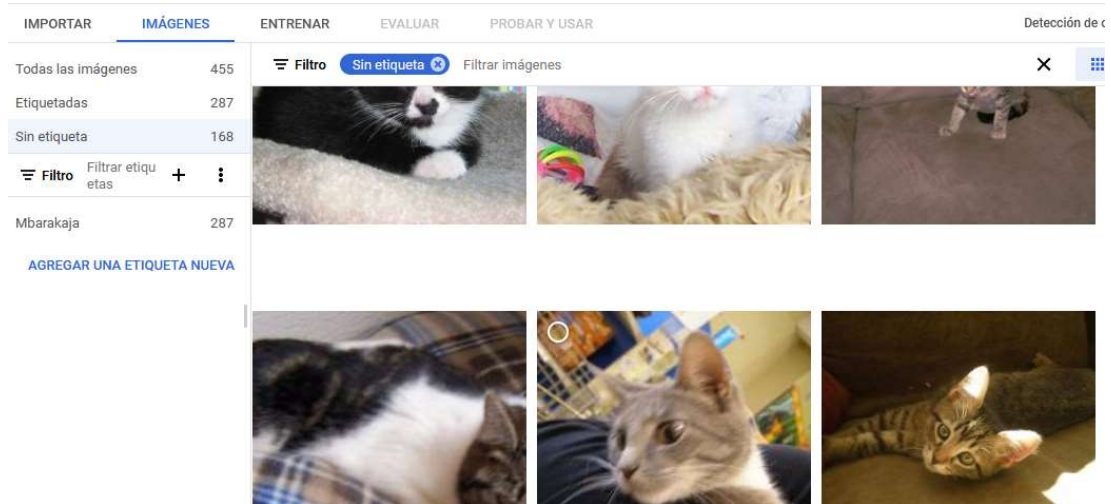 IMPORTAR IMÁGENES ENTRENAR EVALUAR PROBAR Y USAR Detección de
Todas las imágenes 455
Etiquetadas 287
Sin etiqueta 168
Filtro Filtrar etiqu
etas
Mbarakaja 287
AGREGAR UNA ETIQUETA NUEVA
Filtro Sin etiqueta Filtrar imágenes